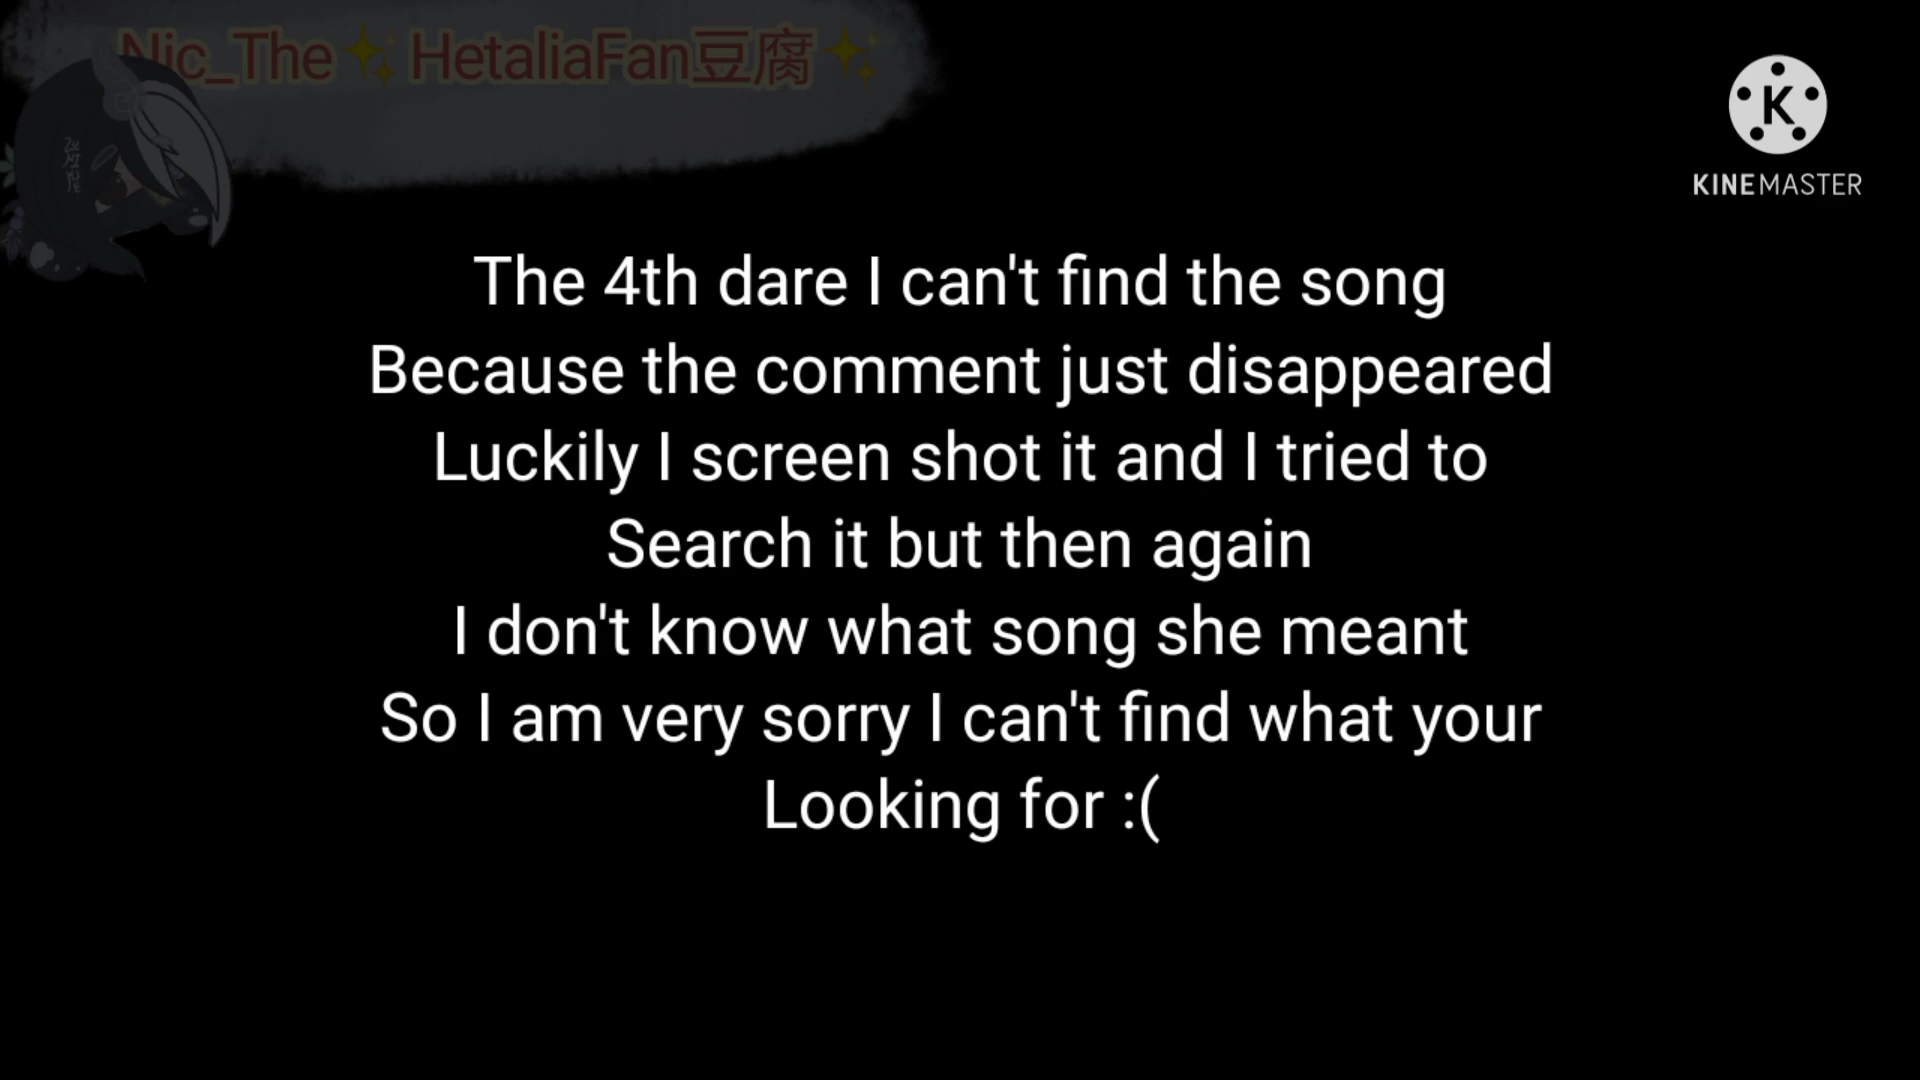 Nic_The✨HetaliaFan豆腐✨
K
KINEMASTER
The 4th dare I can't find the song
Because the comment just disappeared
Luckily I screen shot it and I tried to
Search it but then again
I don't know what song she meant
So I am very sorry I can't find what your
Looking for :(